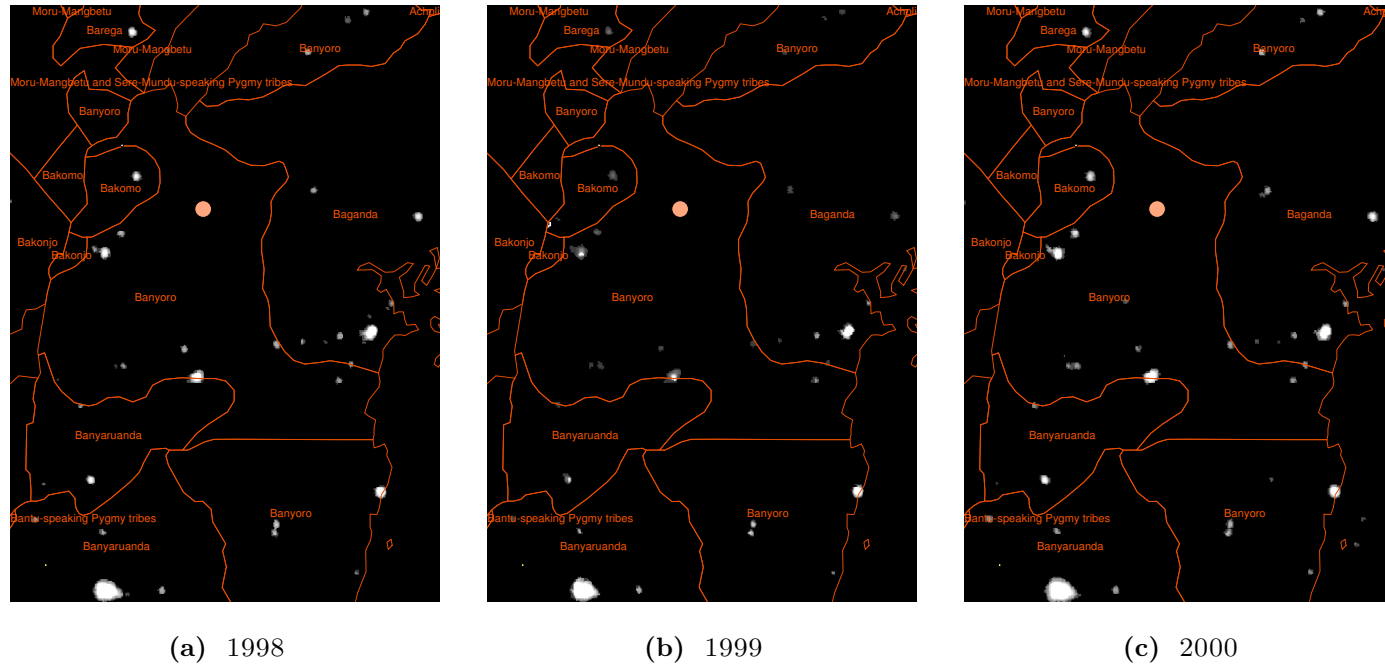 Moru-Mangbetu
Acholi
Barega
Moru-Mangbetu
Banyoro
Moru-Mangbetu and Sere-Mundu-speaking Pygmy tribes
Banyoro
Bakomo
Bakomo
Baganda
Bakonjo
Bakonjo
Banyoro
Banyaruanda
Banyoro
Bantu-speaking Pygmy tribes
Banyaruanda
(a) 1998
Moru-Mangbetu
Acholi
Barega
Moru-Mangbetu
Banyoro
Moru-Mangbetu and Sere-Mundu-speaking Pygmy tribes
Banyoro
Bakomo
Bakomo
Baganda
Bakonjo
Bakonjo
Banyoro
Banyaruanda
Banyoro
Bantu-speaking Pygmy tribes
Banyaruanda
(b) 1999
Moru-Mangbetu
Acholi
Barega
Moru-Mangbetu
Banyoro
Moru-Mangbetu and Sere-Mundu-speaking Pygmy tribes
Banyoro
Bakomo
Bakomo
Baganda
Bakonjo
Bakonjo
Banyoro
Banyaruanda
Banyoro
Bantu-speaking Pygmy tribes
Banyaruanda
(c) 2000